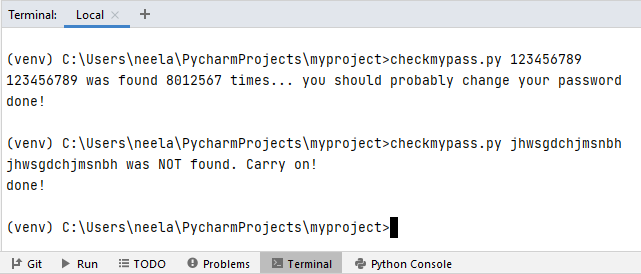 Terminal: Local × +
(venv) C:\Users\neela\PycharmProjects\myproject>checkmypass.py 123456789
123456789 was found 8012567 times... you should probably change your password
done!
(venv) C:\Users\neela\PycharmProjects\myproject>checkmypass.py jhwsgdchjmsnbh
jhwsgdchjmsnbh was NOT found. Carry on!
done!
(venv) C:\Users\neela\PycharmProjects\myproject>
Git Run TODO Problems Terminal Python Console